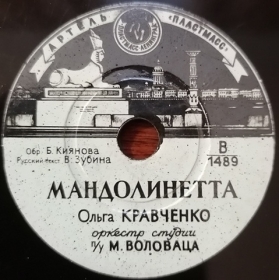 АРТЕЛЬ "ПЛАСТМАСС"
Обр. Б. Киянова
Русский текст В. Зубина
В
1489
МАНДОЛИНЕТТА
Ольга КРАВЧЕНКО
оркестр студии
п/у М. ВОЛОВАЦА